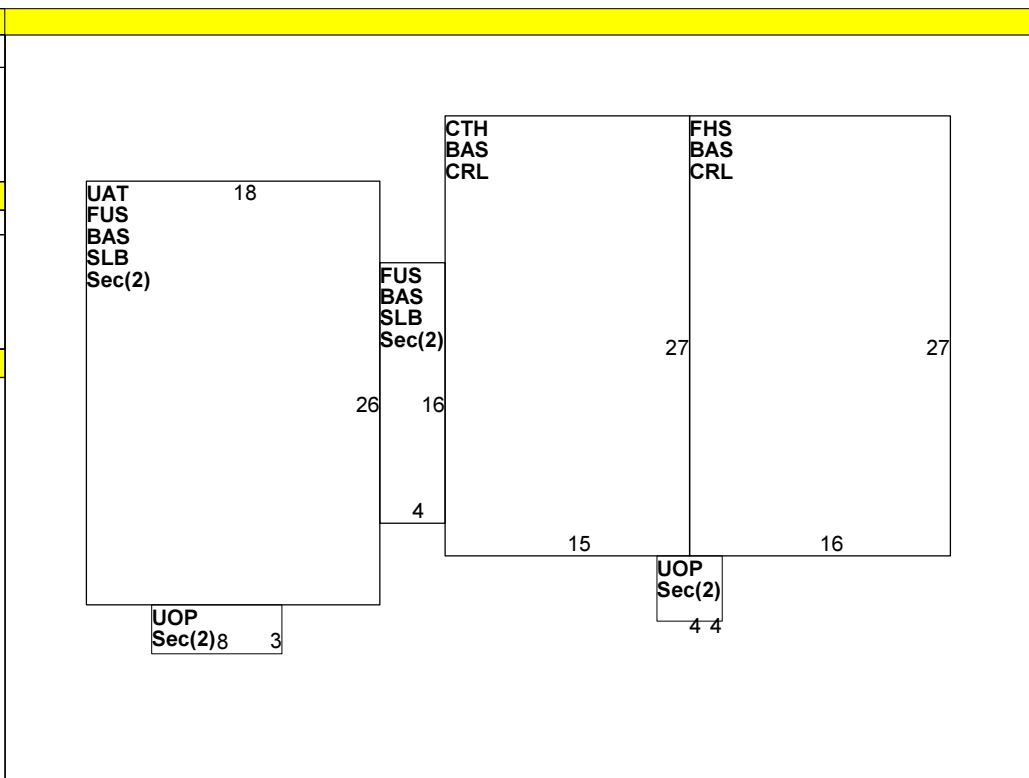 CTH
BAS
CRL
FHS
BAS
CRL
UAT
FUS
BAS
SLB
Sec(2)
18
FUS
BAS
SLB
Sec(2)
27
27
26
16
4
15
16
UOP
Sec(2)
4 4
UOP
Sec(2) 8 3